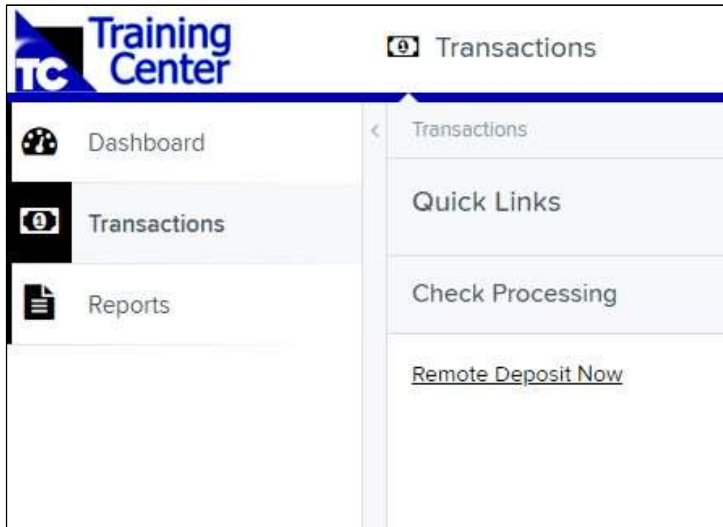 Training
Center
TC
Transactions
Dashboard
Transactions
Reports
Transactions
Quick Links
Check Processing
Remote Deposit Now